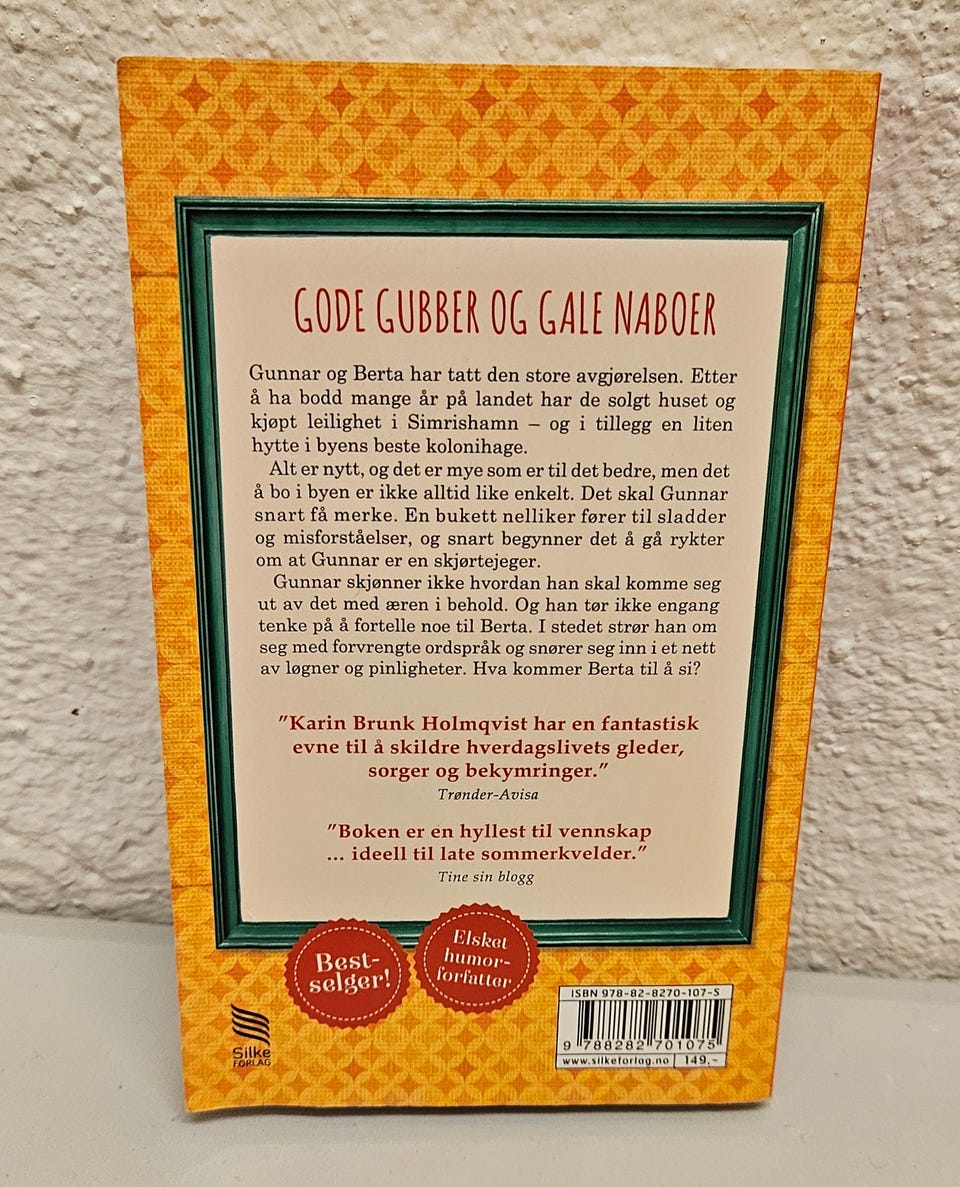 GODE GUBBER OG GALE NABOER
Gunnar og Berta har tatt den store avgjørelsen. Etter
å ha bodd mange år på landet har de solgt huset og
kjøpt leilighet i Simrishamn – og i tillegg en liten
hytte i byens beste kolonihage.
Alt er nytt, og det er mye som er til det bedre, men det
å bo i byen er ikke alltid like enkelt. Det skal Gunnar
snart få merke. En bukett nelliker fører til sladder
og misforståelser, og snart begynner det å gå rykter
om at Gunnar er en skjørtejeger.
Gunnar skjønner ikke hvordan han skal komme seg
ut av det med æren i behold. Og han tør ikke engang
tenke på å fortelle noe til Berta. I stedet strør han om
seg med forvrengte ordspråk og snører seg inn i et nett
av løgner og pinligheter. Hva kommer Berta til å si?
”Karin Brunk Holmqvist har en fantastisk
evne til å skildre hverdagslivets gleder,
sorger og bekymringer.”
Trønder-Avisa
”Boken er en hyllest til vennskap
... ideell til late sommerkvelder.”
Tine sin blogg
Best-
selger!
Elsket
humor-
forfatter
Silke
FORLAG
ISBN 978-82-8270-107-5
9 788282 701075
www.silkeforlag.no 149,-